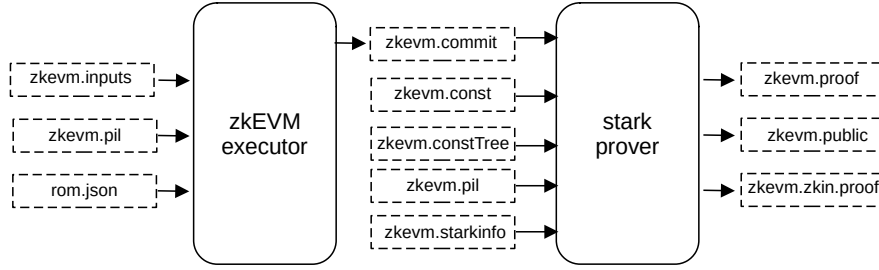 zkevm.inputs
zkevm.pil
rom.json
zkEVM
executor
zkevm.commit
zkevm.const
zkevm.constTree
zkevm.pil
zkevm.starkinfo
stark
prover
zkevm.proof
zkevm.public
zkevm.zkin.proof